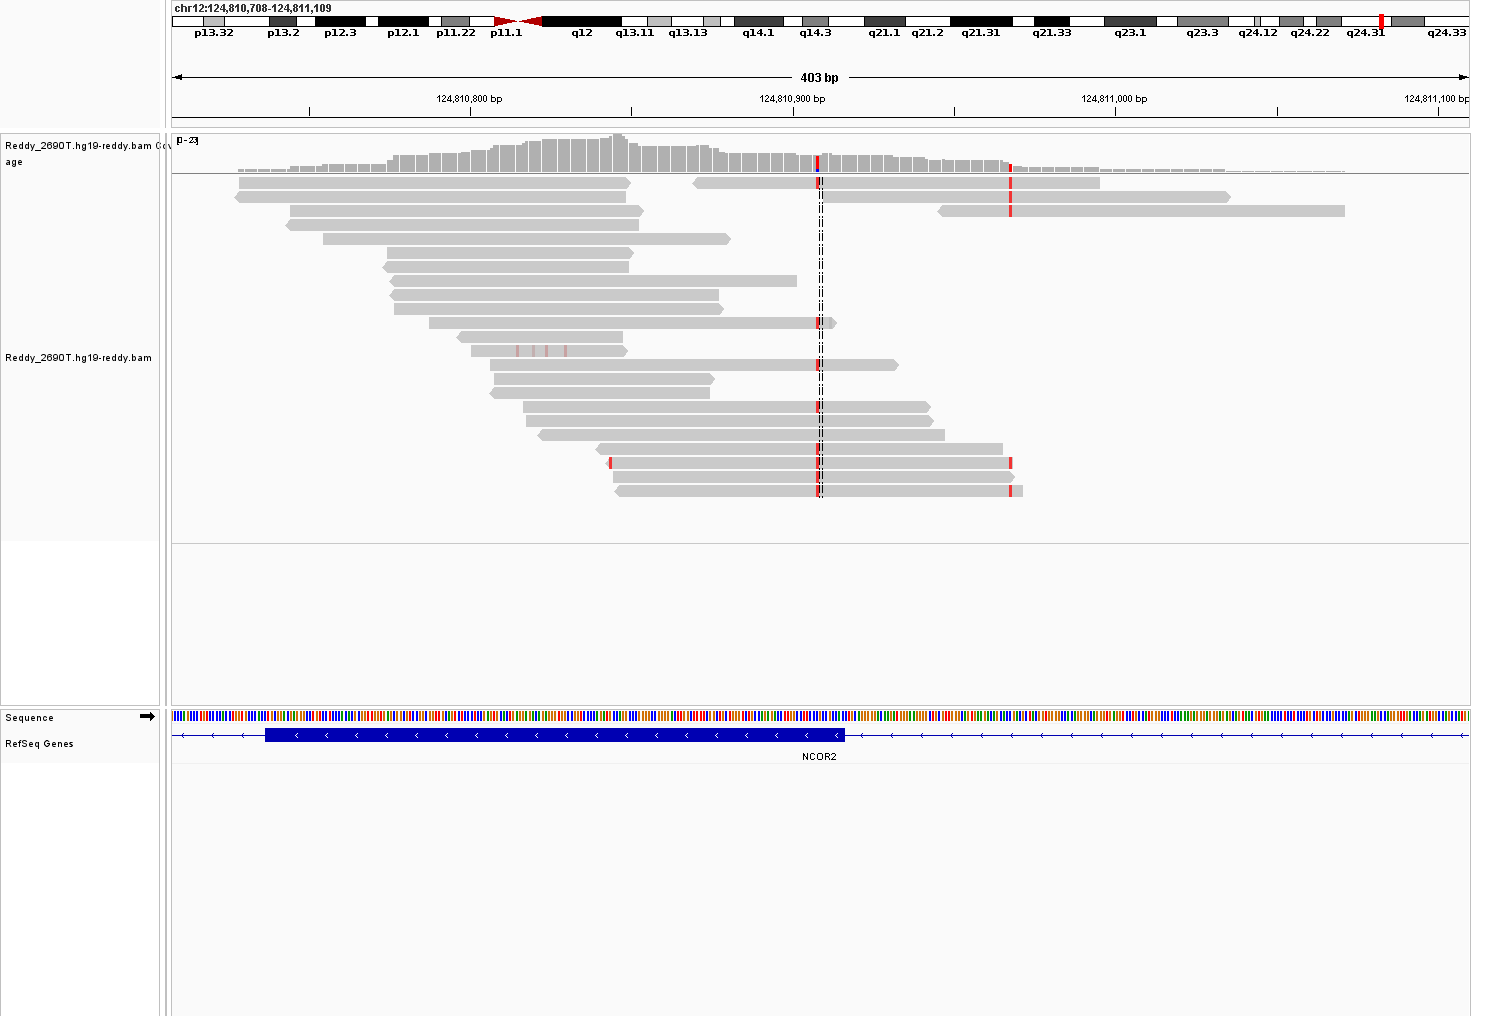 chr12:124,810,708-124,811,109
p13.32 p13.2 p12.3 p12.1 p11.22 p11.1 q12 q13.11 q13.13 q14.1 q14.3 q21.1 q21.2 q21.31 q21.33 q23.1 q23.3 q24.12 q24.22 q24.31 q24.33
403 bp
124,810,800 bp 124,810,900 bp 124,811,000 bp 124,811,100 bp
Reddy_2690T.hg19-reddy.bam Cov
age
[0 - 23]
Reddy_2690T.hg19-reddy.bam
Sequence
RefSeq Genes
NCOR2